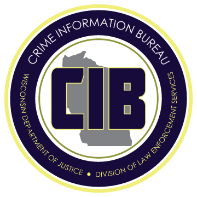 CRIME INFORMATION BUREAU
CIB
WISCONSIN DEPARTMENT OF JUSTICE ● DIVISION OF LAW ENFORCEMENT SERVICES